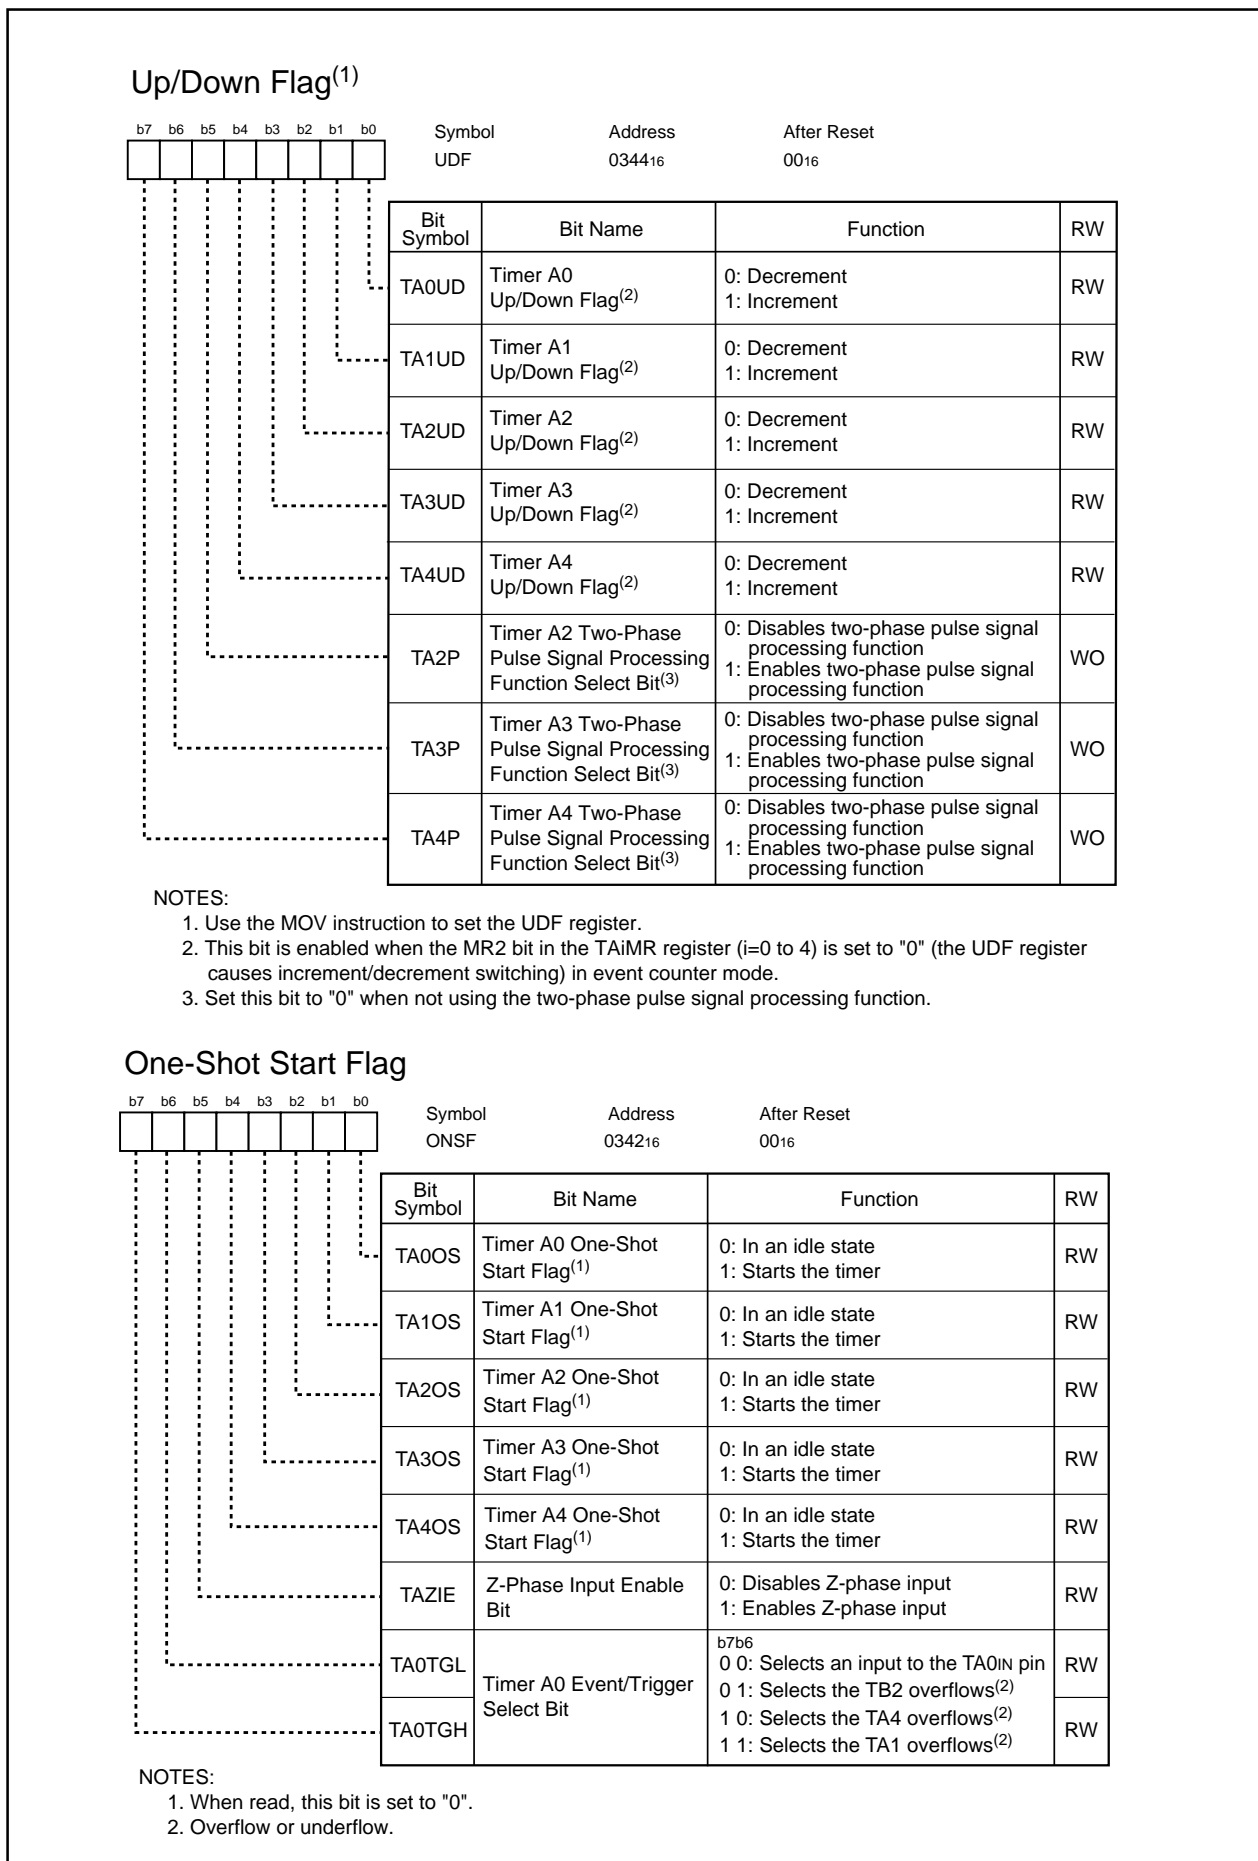 Up/Down Flag(1)
b7 b6 b5 b4 b3 b2 b1 b0
Symbol Address After Reset
UDF 034416 0016
Bit Symbol Bit Name Function RW
TA0UD Timer A0 Up/Down Flag(2) 0: Decrement 1: Increment RW
TA1UD Timer A1 Up/Down Flag(2) 0: Decrement 1: Increment RW
TA2UD Timer A2 Up/Down Flag(2) 0: Decrement 1: Increment RW
TA3UD Timer A3 Up/Down Flag(2) 0: Decrement 1: Increment RW
TA4UD Timer A4 Up/Down Flag(2) 0: Decrement 1: Increment RW
TA2P Timer A2 Two-Phase Pulse Signal Processing Function Select Bit(3) 0: Disables two-phase pulse signal processing function 1: Enables two-phase pulse signal processing function WO
TA3P Timer A3 Two-Phase Pulse Signal Processing Function Select Bit(3) 0: Disables two-phase pulse signal processing function 1: Enables two-phase pulse signal processing function WO
TA4P Timer A4 Two-Phase Pulse Signal Processing Function Select Bit(3) 0: Disables two-phase pulse signal processing function 1: Enables two-phase pulse signal processing function WO
NOTES:
1. Use the MOV instruction to set the UDF register.
2. This bit is enabled when the MR2 bit in the TAiMR register (i=0 to 4) is set to "0" (the UDF register
causes increment/decrement switching) in event counter mode.
3. Set this bit to "0" when not using the two-phase pulse signal processing function.
One-Shot Start Flag
b7 b6 b5 b4 b3 b2 b1 b0
Symbol Address After Reset
ONSF 034216 0016
Bit Symbol Bit Name Function RW
TA0OS Timer A0 One-Shot Start Flag(1) 0: In an idle state 1: Starts the timer RW
TA1OS Timer A1 One-Shot Start Flag(1) 0: In an idle state 1: Starts the timer RW
TA2OS Timer A2 One-Shot Start Flag(1) 0: In an idle state 1: Starts the timer RW
TA3OS Timer A3 One-Shot Start Flag(1) 0: In an idle state 1: Starts the timer RW
TA4OS Timer A4 One-Shot Start Flag(1) 0: In an idle state 1: Starts the timer RW
TAZIE Z-Phase Input Enable Bit 0: Disables Z-phase input 1: Enables Z-phase input RW
b7b6
TA0TGL Timer A0 Event/Trigger Select Bit 0 0: Selects an input to the TA0IN pin RW
0 1: Selects the TB2 overflows(2)
TA0TGH 1 0: Selects the TA4 overflows(2) RW
1 1: Selects the TA1 overflows(2)
NOTES:
1. When read, this bit is set to "0".
2. Overflow or underflow.